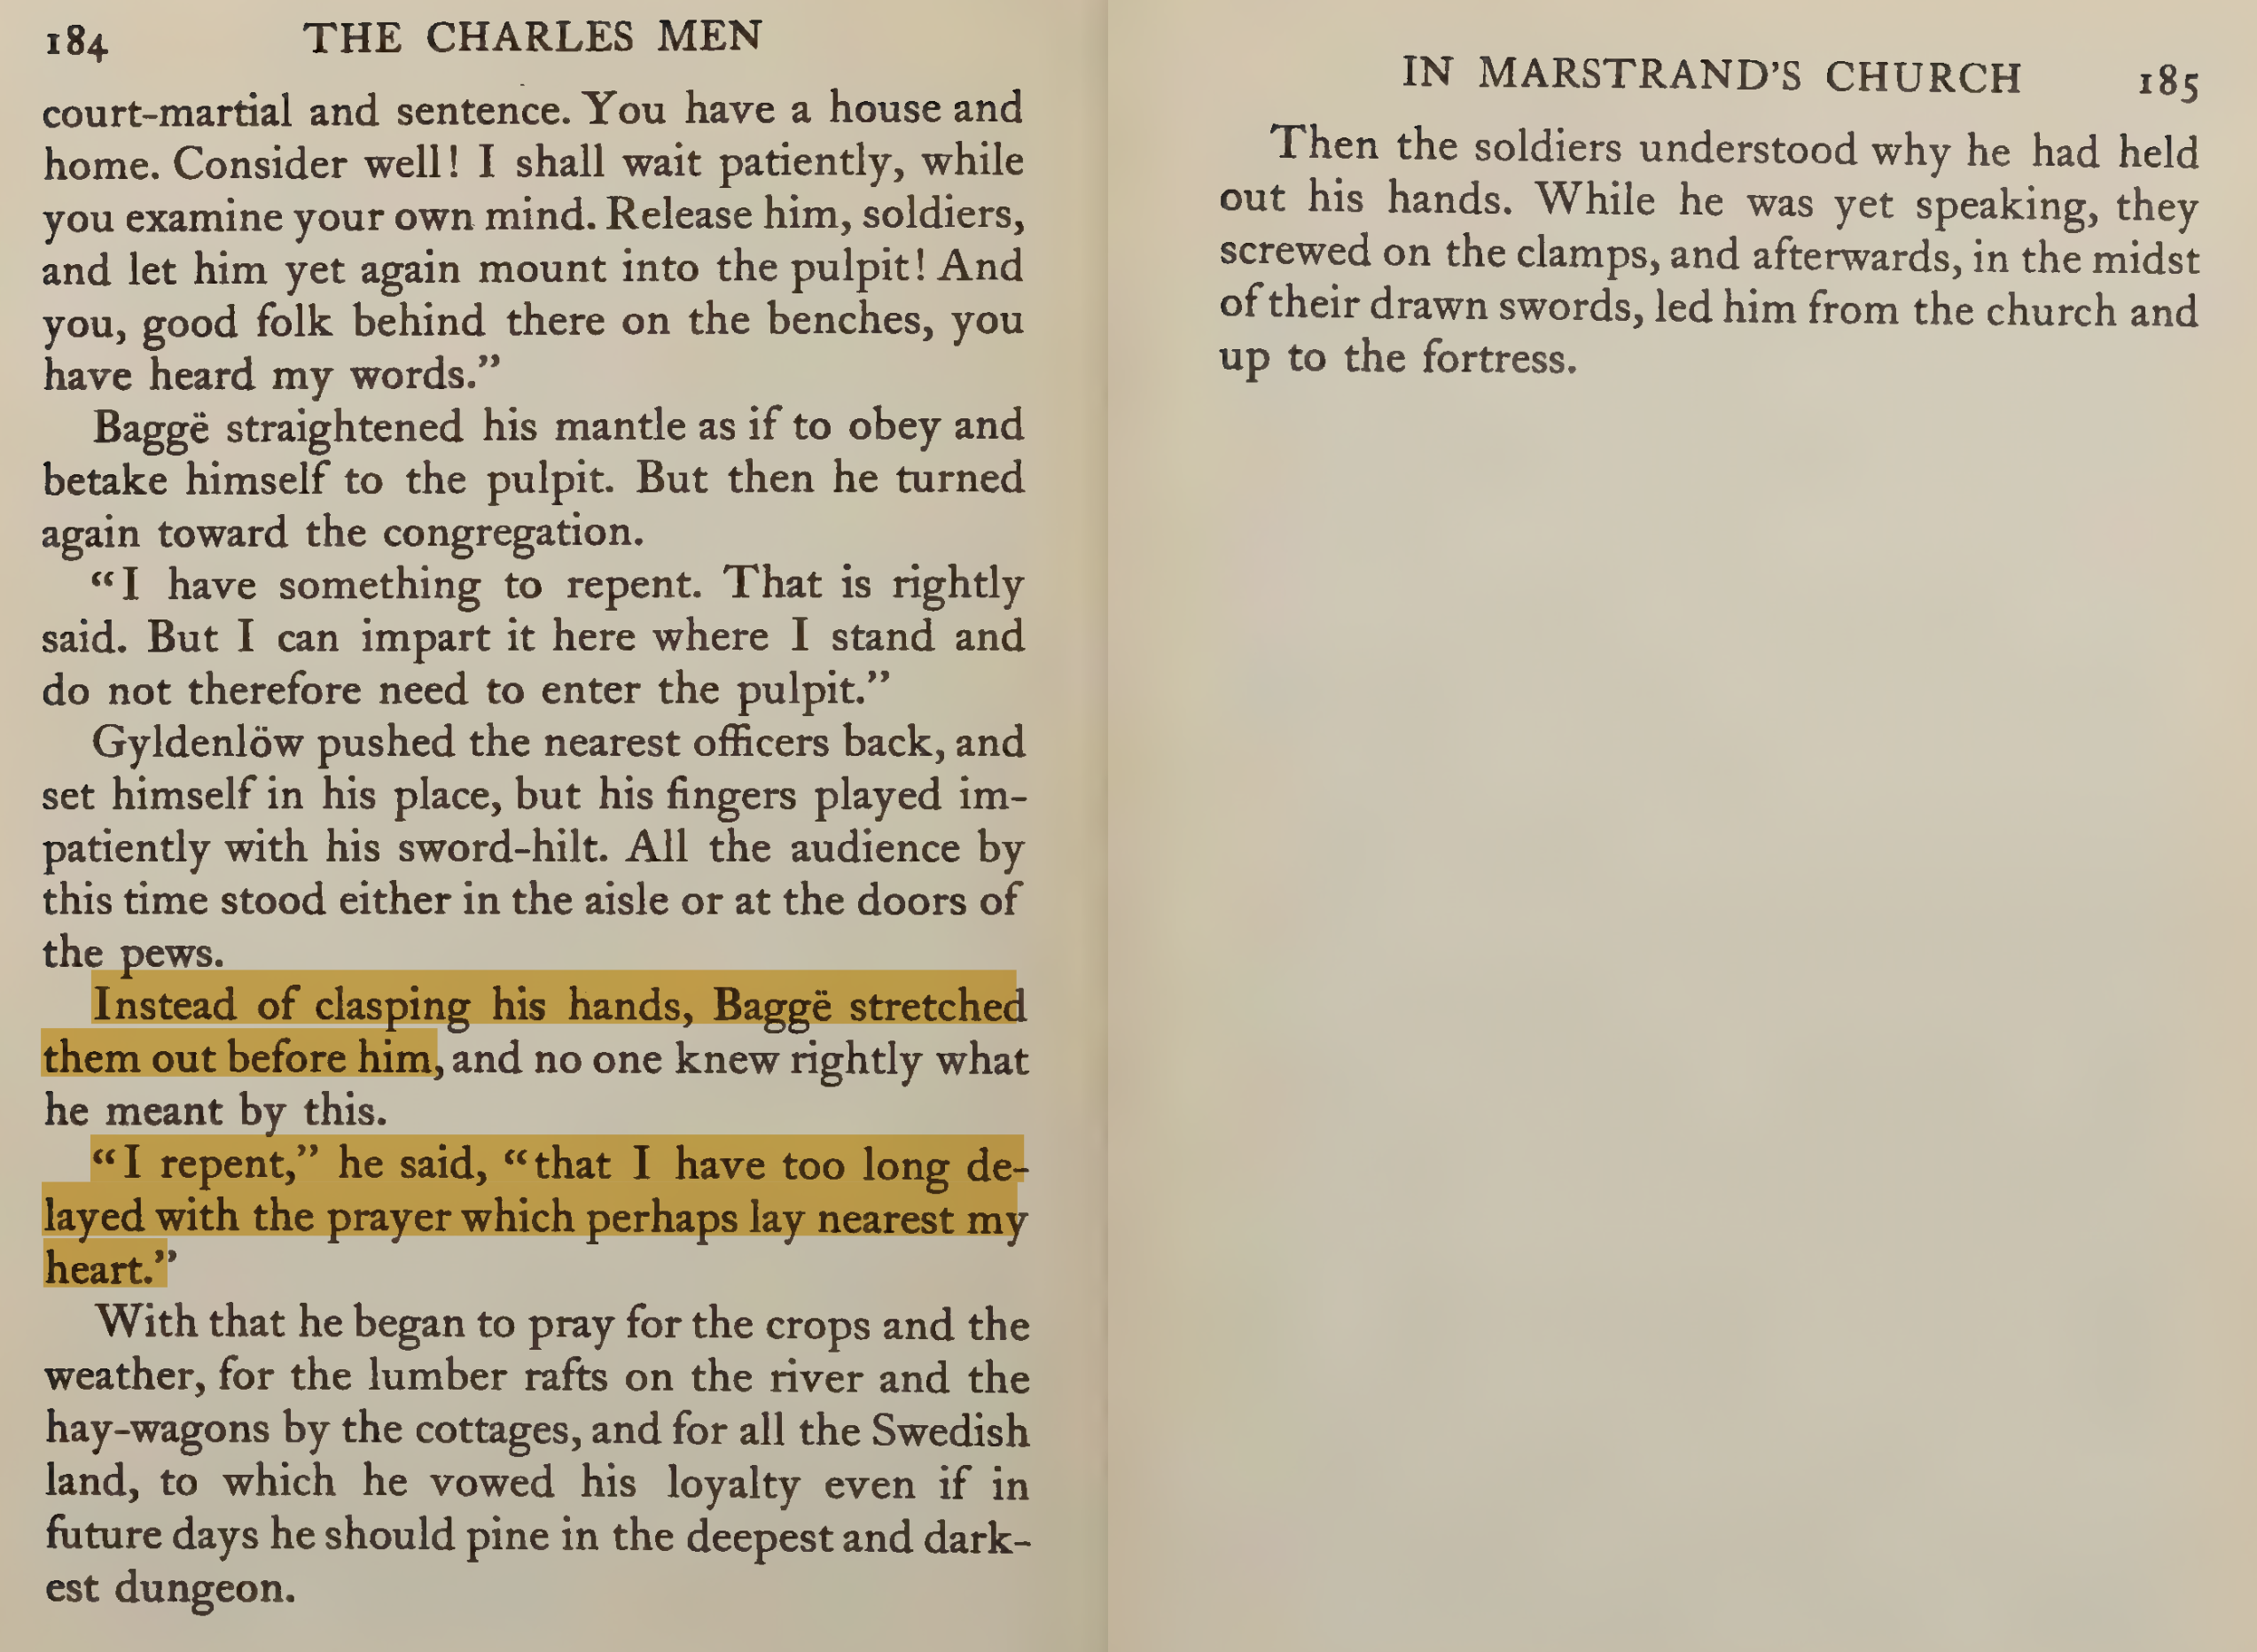 184 THE CHARLES MEN
court-martial and sentence. You have a house and
home. Consider well! I shall wait patiently, while
you examine your own mind. Release him, soldiers,
and let him yet again mount into the pulpit! And
you, good folk behind there on the benches, you
have heard my words.”
Baggë straightened his mantle as if to obey and
betake himself to the pulpit. But then he turned
again toward the congregation.
“I have something to repent. That is rightly
said. But I can impart it here where I stand and
do not therefore need to enter the pulpit.”
Gyldenlöw pushed the nearest officers back, and
set himself in his place, but his fingers played im-
patiently with his sword-hilt. All the audience by
this time stood either in the aisle or at the doors of
the pews.
Instead of clasping his hands, Baggë stretched
them out before him, and no one knew rightly what
he meant by this.
“I repent,” he said, “that I have too long de-
layed with the prayer which perhaps lay nearest my
heart.”
With that he began to pray for the crops and the
weather, for the lumber rafts on the river and the
hay-wagons by the cottages, and for all the Swedish
land, to which he vowed his loyalty even if in
future days he should pine in the deepest and dark-
est dungeon.
IN MARSTRAND’S CHURCH 185
Then the soldiers understood why he had held
out his hands. While he was yet speaking, they
screwed on the clamps, and afterwards, in the midst
of their drawn swords, led him from the church and
up to the fortress.